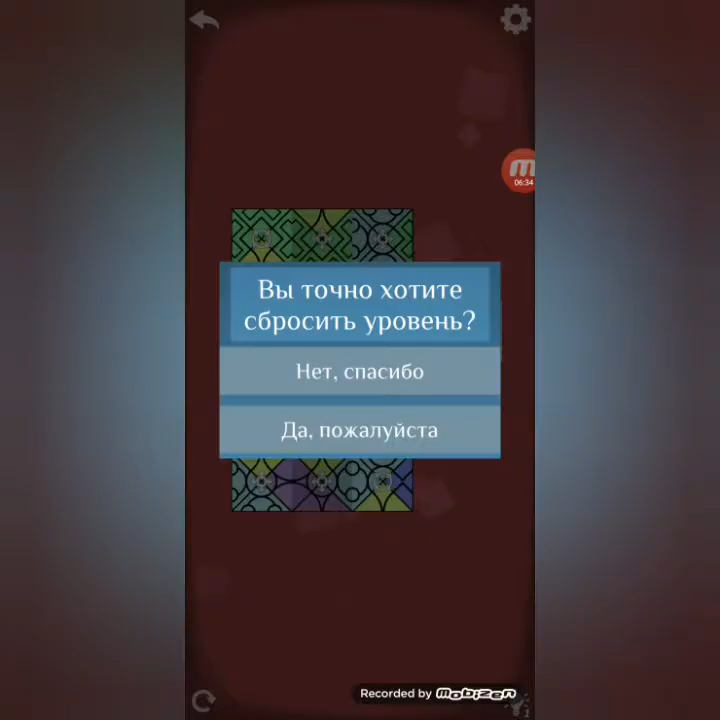 06:34
Вы точно хотите
сбросить уровень?
Нет, спасибо
Да, пожалуйста
Recorded by mobizen